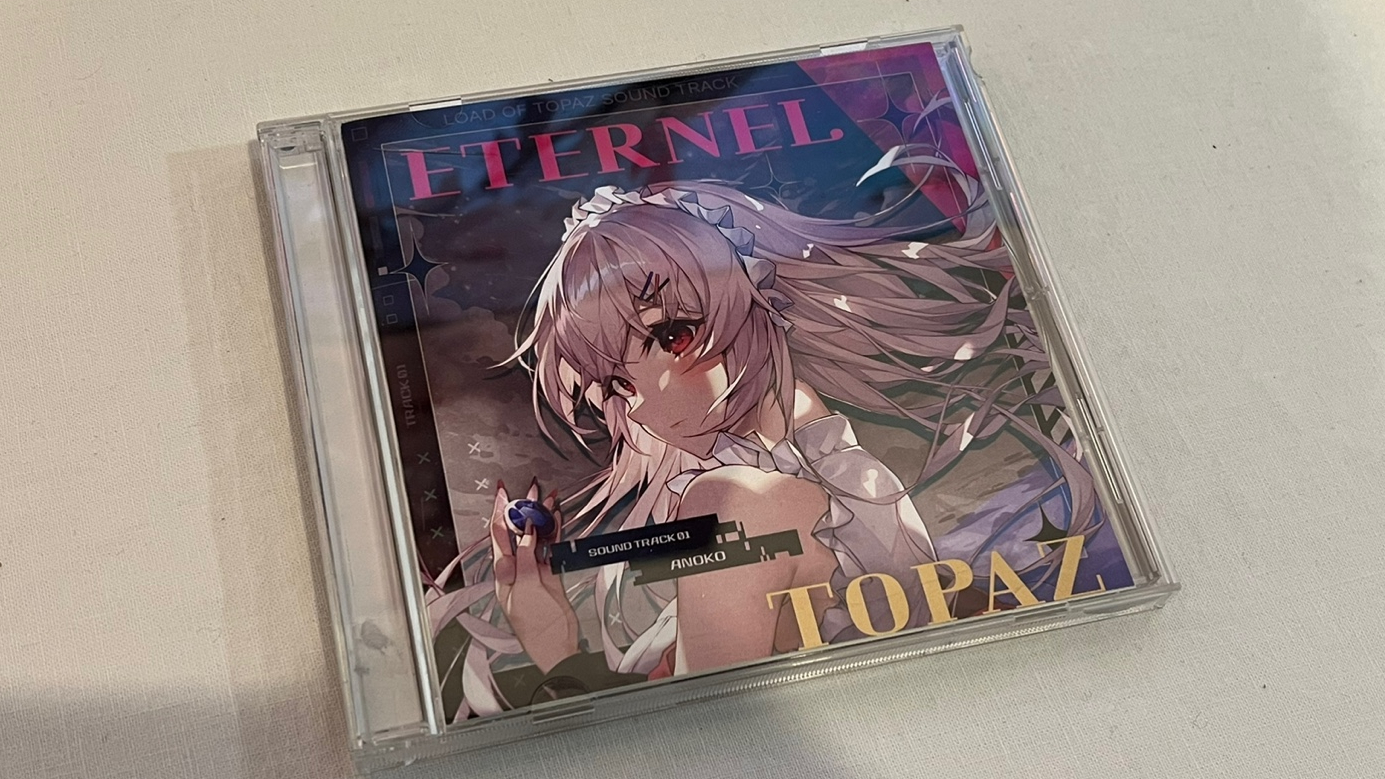 LOAD OF TOPAZ SOUND TRACK
ETERNEL
TRACK 01
SOUND TRACK 01
ANOKO
TOPAZ